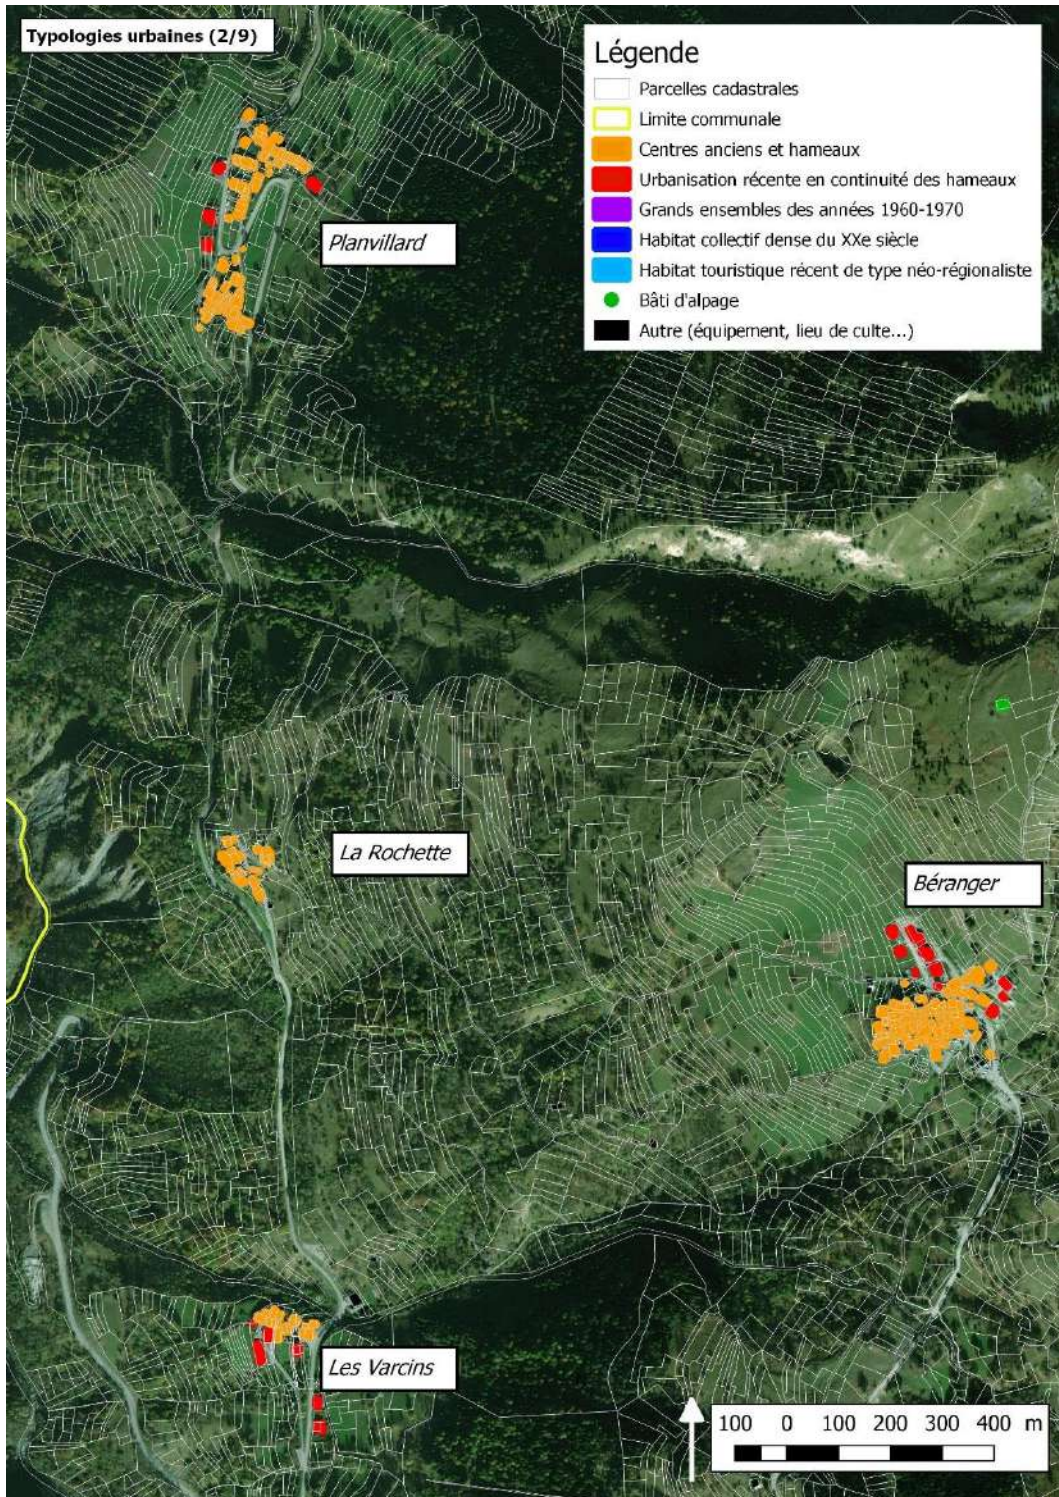 Typologies urbaines (2/9)
Légende
Parcelles cadastrales
Limite communale
Centres anciens et hameaux
Urbanisation récente en continuité des hameaux
Grands ensembles des années 1960-1970
Habitat collectif dense du XXe siècle
Habitat touristique récent de type néo-régionaliste
Bâti d'alpage
Autre (équipement, lieu de culte...)
Planvillard
La Rochette
Béranger
Les Varcins
100 0 100 200 300 400 m